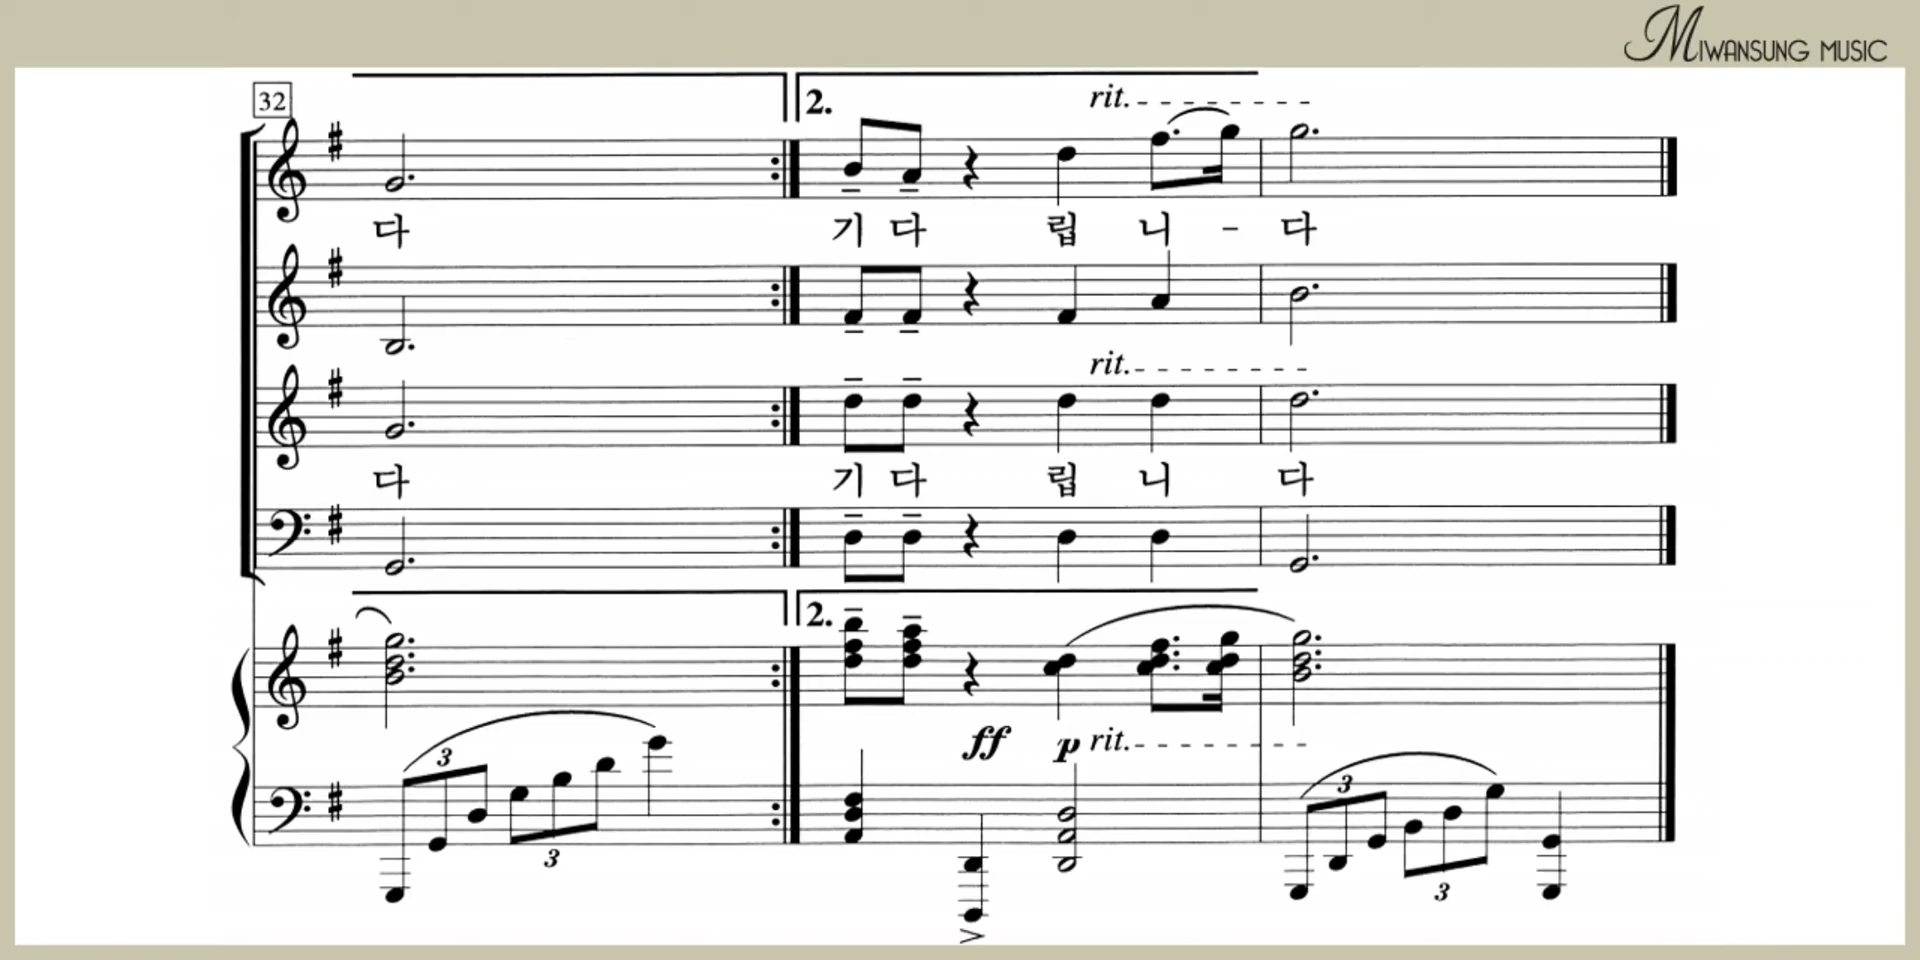 MIWANSUNG MUSIC
32
2. rit.
다 기 다 립 니 - 다
rit.
다 기 다 립 니 다
2.
3 ff p rit. 3
3 3